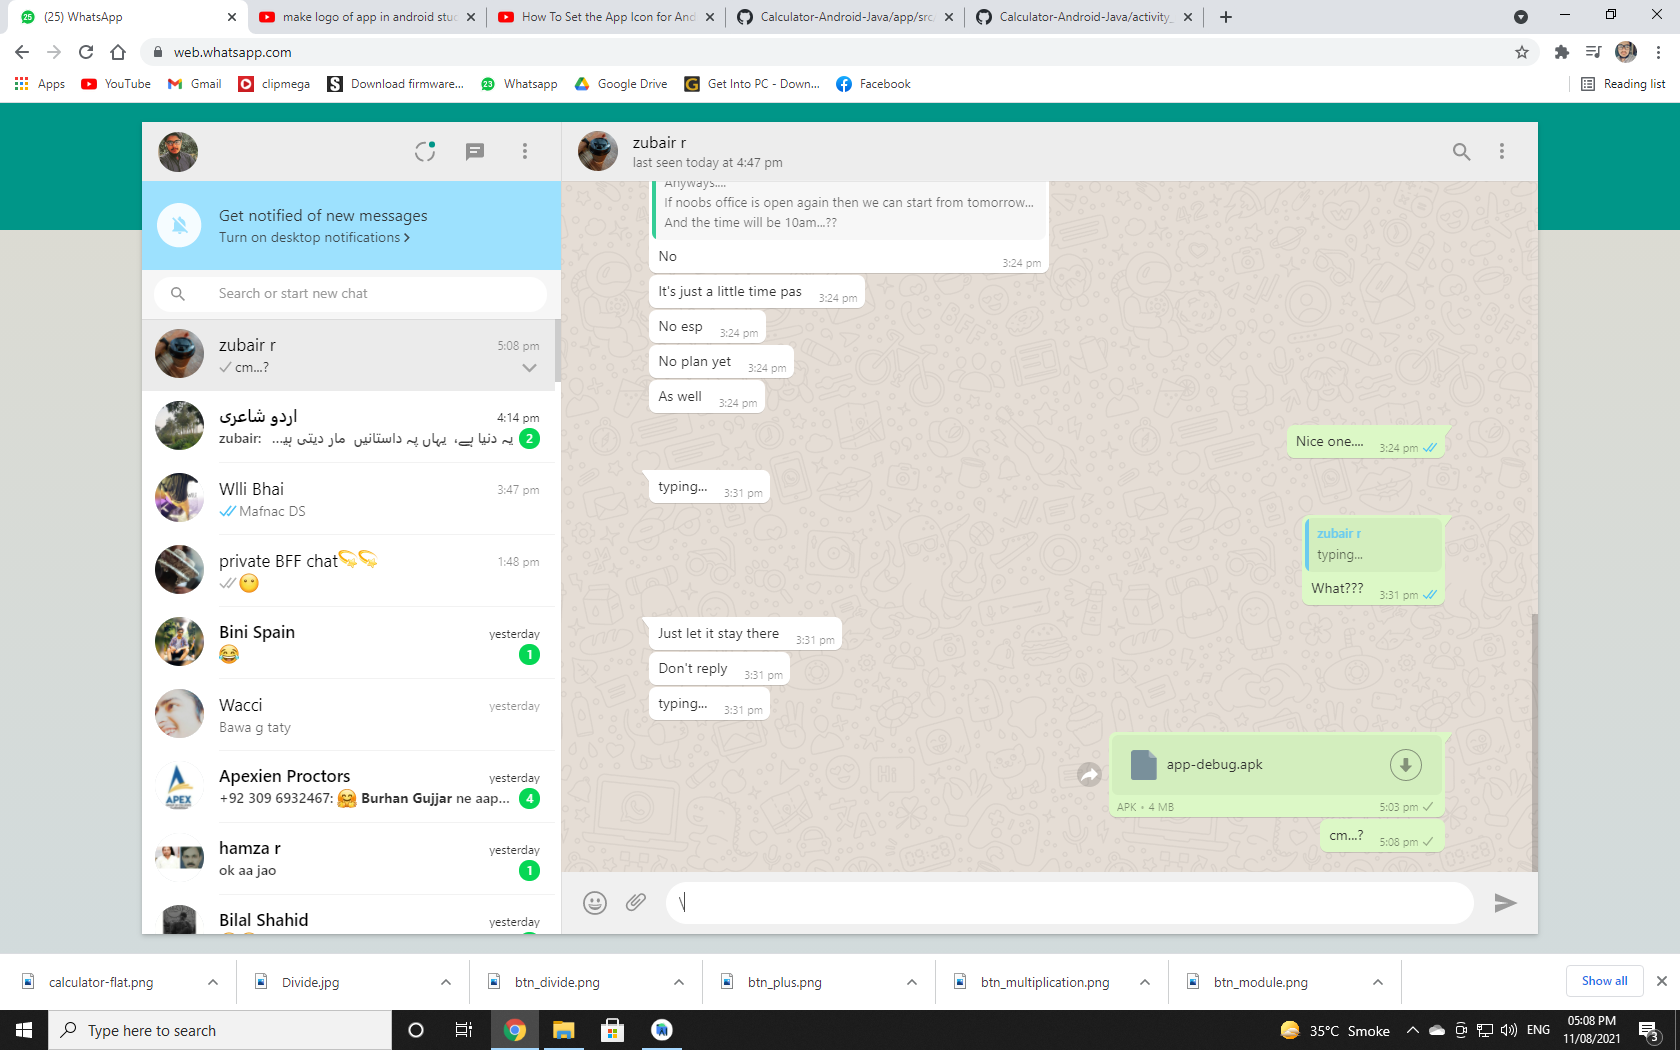 (25) WhatsApp
make logo of app in android stud
How To Set the App Icon for And
Calculator-Android-Java/app/src
Calculator-Android-Java/activity_
web.whatsapp.com
Apps
YouTube
Gmail
clipmega
Download firmware...
Whatsapp
Google Drive
Get Into PC - Down...
Facebook
Reading list
Get notified of new messages
Turn on desktop notifications
Search or start new chat
zubair r
5:08 pm
cm...?
اردو شاعری
4:14 pm
zubair: یہ دنیا ہے، یہاں پہ داستانیں مار دیتی ہیـ...
2
Wlli Bhai
3:47 pm
Mafnac DS
private BFF chat💫💫
1:48 pm
😶
Bini Spain
yesterday
😂
1
Wacci
yesterday
Bawa g taty
Apexien Proctors
yesterday
+92 309 6932467: 🤗 Burhan Gujjar ne aap...
4
hamza r
yesterday
ok aa jao
1
Bilal Shahid
yesterday
zubair r
last seen today at 4:47 pm
Anyways....
If noobs office is open again then we can start from tomorrow...
And the time will be 10am...??
No
3:24 pm
It's just a little time pas 3:24 pm
No esp 3:24 pm
No plan yet 3:24 pm
As well 3:24 pm
Nice one.... 3:24 pm
typing... 3:31 pm
zubair r
typing...
What??? 3:31 pm
Just let it stay there 3:31 pm
Don't reply 3:31 pm
typing... 3:31 pm
app-debug.apk
APK • 4 MB
5:03 pm
cm...? 5:08 pm
\
calculator-flat.png
Divide.jpg
btn_divide.png
btn_plus.png
btn_multiplication.png
btn_module.png
Show all
Type here to search
35°C Smoke
ENG
05:08 PM
11/08/2021
3